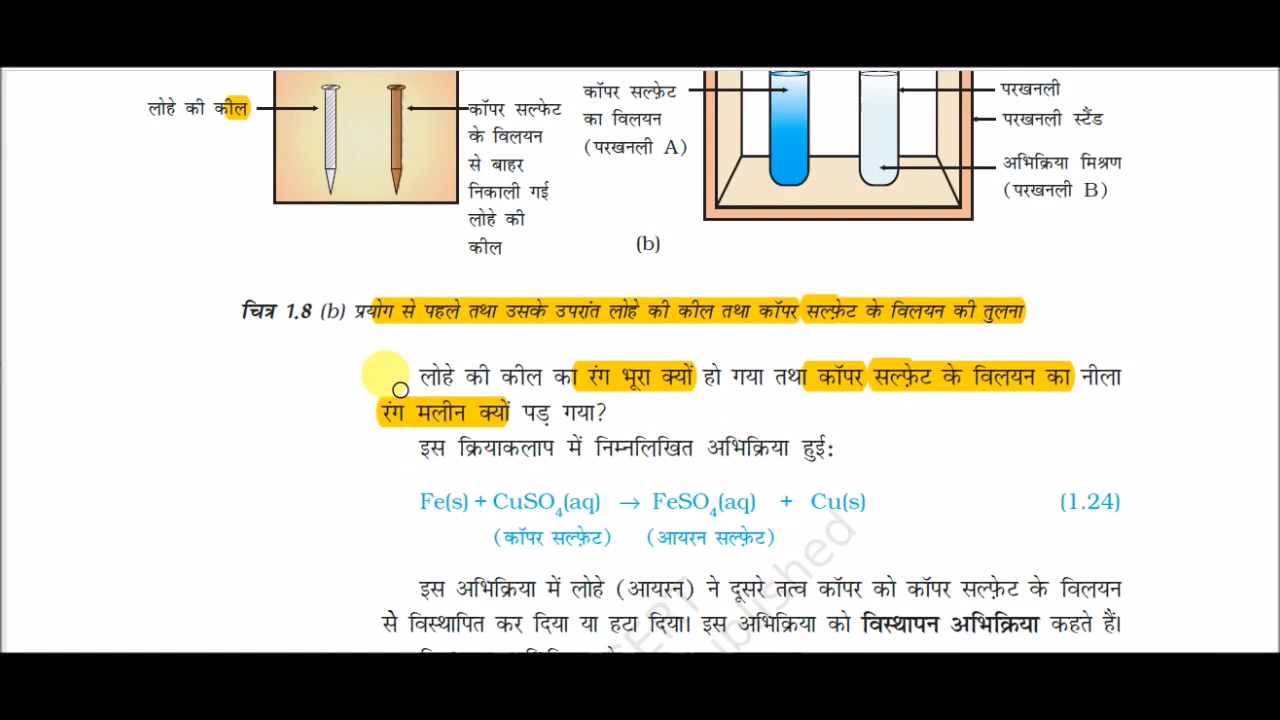 लोहे की कील
कॉपर सल्फेट
के विलयन
से बाहर
निकाली गई
लोहे की
कील
कॉपर सल्फ़ेट
का विलयन
(परखनली A)
परखनली
परखनली स्टैंड
अभिक्रिया मिश्रण
(परखनली B)
(b)
चित्र 1.8 (b) प्रयोग से पहले तथा उसके उपरांत लोहे की कील तथा कॉपर सल्फ़ेट के विलयन की तुलना
लोहे की कील का रंग भूरा क्यों हो गया तथा कॉपर सल्फ़ेट के विलयन का नीला
रंग मलीन क्यों पड़ गया?
इस क्रियाकलाप में निम्नलिखित अभिक्रिया हुई:
Fe(s) + CuSO₄(aq) → FeSO₄(aq) + Cu(s) (1.24)
(कॉपर सल्फ़ेट) (आयरन सल्फ़ेट)
इस अभिक्रिया में लोहे (आयरन) ने दूसरे तत्व कॉपर को कॉपर सल्फ़ेट के विलयन
से विस्थापित कर दिया या हटा दिया। इस अभिक्रिया को विस्थापन अभिक्रिया कहते हैं।